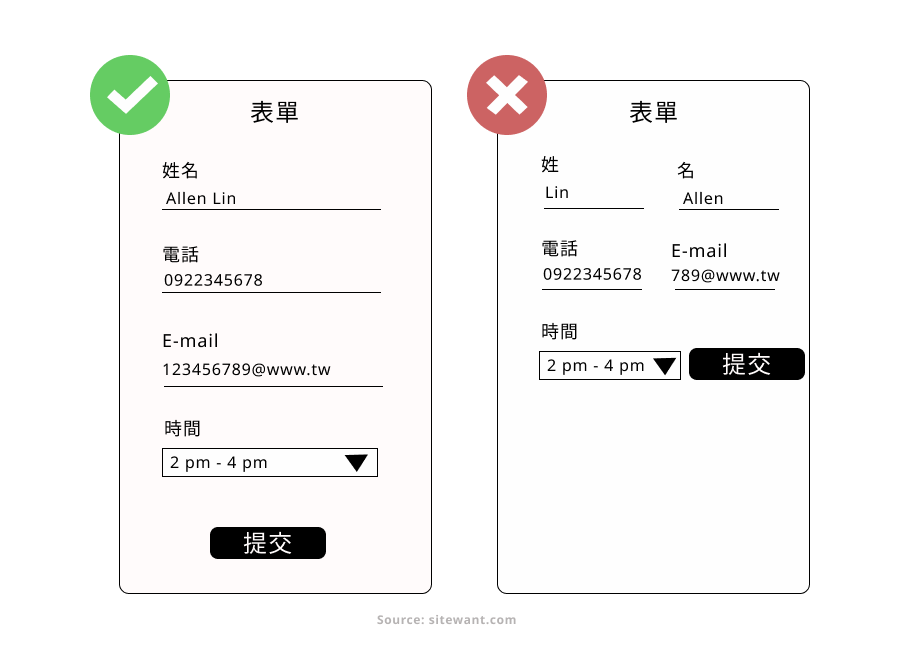 表單
姓名
Allen Lin
電話
0922345678
E-mail
123456789@www.tw
時間
2 pm - 4 pm
提交
表單
姓
名
Lin
Allen
電話
E-mail
0922345678
789@www.tw
時間
2 pm - 4 pm
提交
Source: sitewant.com